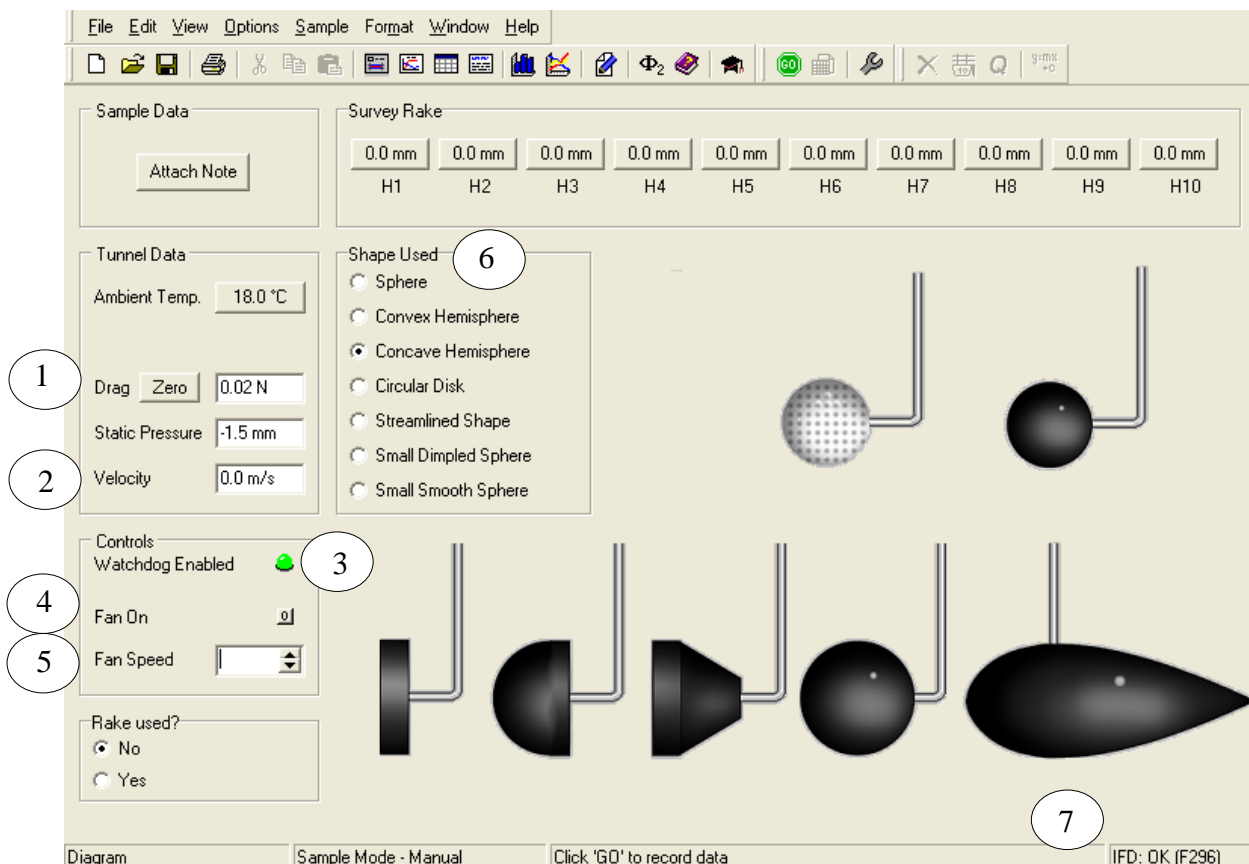 File Edit View Options Sample Format Window Help
GO Φ2 10 Q y=mx +c
Sample Data
Attach Note
Survey Rake
0.0 mm 0.0 mm 0.0 mm 0.0 mm 0.0 mm 0.0 mm 0.0 mm 0.0 mm 0.0 mm 0.0 mm
H1 H2 H3 H4 H5 H6 H7 H8 H9 H10
Tunnel Data
Ambient Temp. 18.0 °C
1 Drag Zero 0.02 N
Static Pressure -1.5 mm
2 Velocity 0.0 m/s
Shape Used 6
Sphere
Convex Hemisphere
Concave Hemisphere
Circular Disk
Streamlined Shape
Small Dimpled Sphere
Small Smooth Sphere
...
Controls
Watchdog Enabled 3
4 Fan On 0
5 Fan Speed
Rake used?
No
Yes
7
Diagram Sample Mode - Manual Click 'GO' to record data IFD: OK (F296)